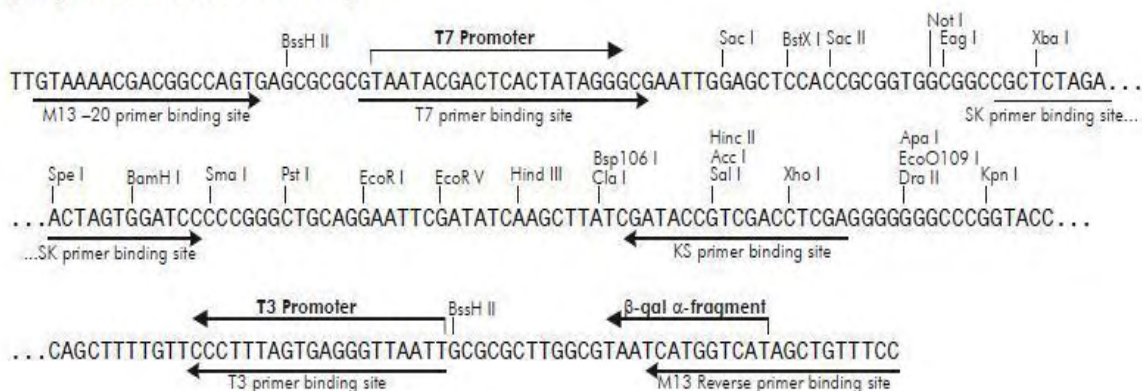 Not I
BssH II T7 Promoter Sac I BstX I Sac II Eag I Xba I
TTGTAAAACGACGGCCAGTGAGCGCGCGTAATACGACTCACTATAGGGCGAATTGGAGCTCCACCGCGGTGGCGGCCGCTCTAGA...
M13 –20 primer binding site T7 primer binding site SK primer binding site...
Hinc II Apa I
Bsp106 I Acc I EcoO109 I
Spe I BamH I Sma I Pst I EcoR I EcoR V Hind III Cla I Sal I Xho I Dra II Kpn I
...ACTAGTGGATCCCCCGGGCTGCAGGAATTCGATATCAAGCTTATCGATACCGTCGACCTCGAGGGGGGGCCCGGTACC...
...SK primer binding site KS primer binding site
T3 Promoter BssH II β-gal α-fragment
...CAGCTTTTGTTCCCTTTAGTGAGGGTTAATTGCGCGCTTGGCGTAATCATGGTCATAGCTGTTTCC
T3 primer binding site M13 Reverse primer binding site